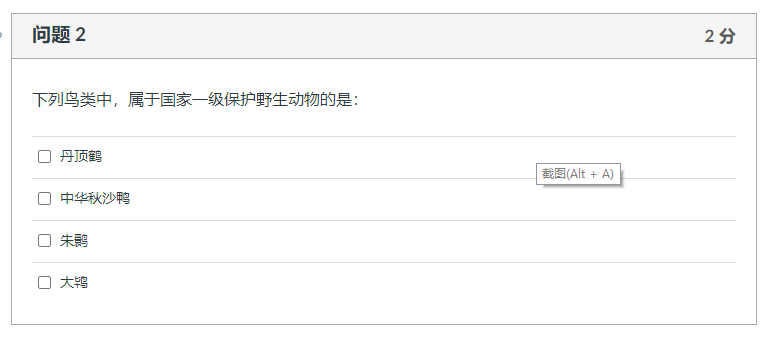 问题 2
2 分
下列鸟类中，属于国家一级保护野生动物的是：
丹顶鹤
截图(Alt + A)
中华秋沙鸭
朱鹮
大鸨